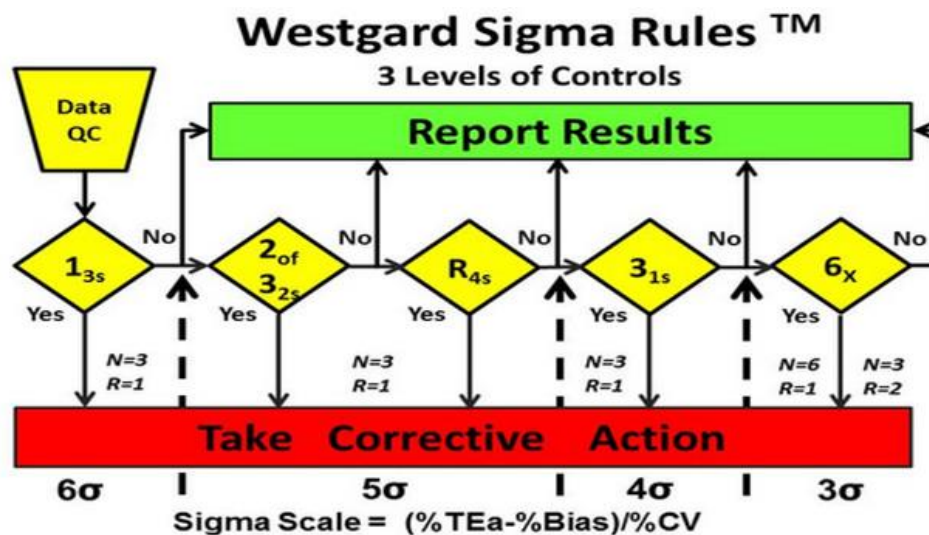 Westgard Sigma Rules ™
3 Levels of Controls
Data
QC
Report Results
1₃ₛ
No
2of
3₂ₛ
No
R₄ₛ
No
3₁ₛ
No
6ₓ
No
Yes
Yes
Yes
Yes
Yes
N=3
R=1
N=3
R=1
N=3
R=1
N=6
R=1
N=3
R=2
Take Corrective Action
6σ
5σ
4σ
3σ
Sigma Scale = (%TEa-%Bias)/%CV